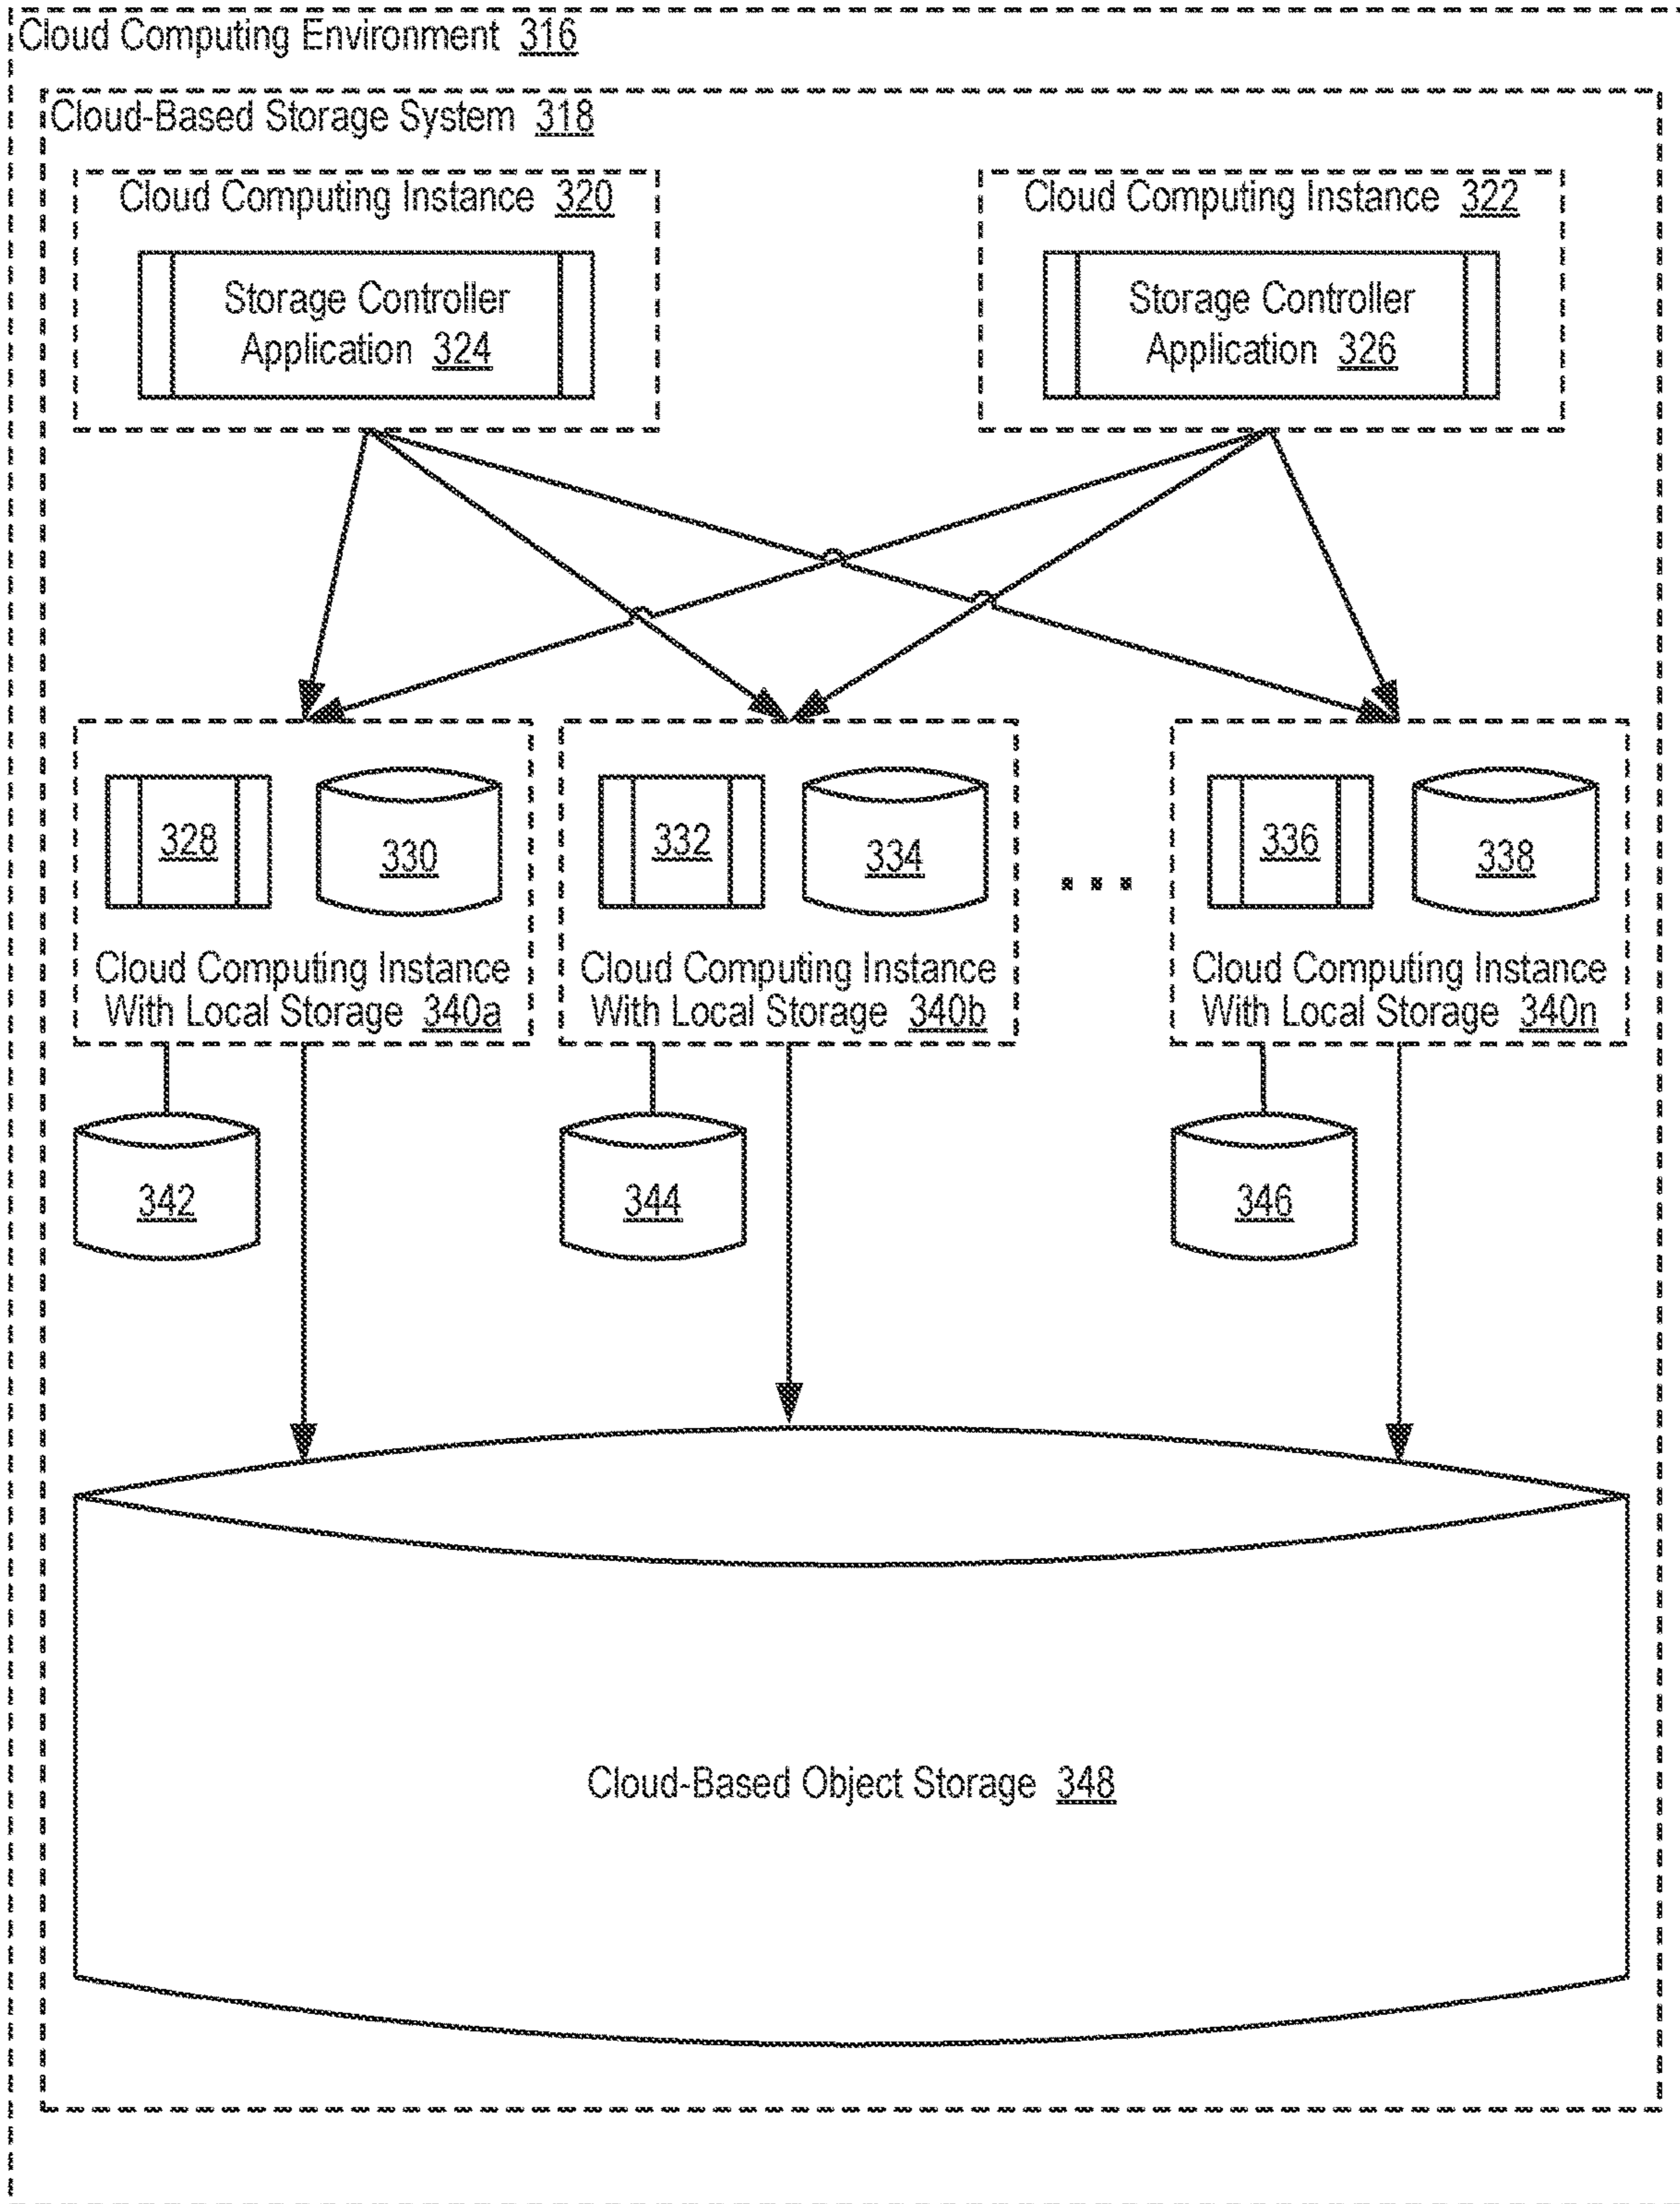 Cloud Computing Environment 316
Cloud-Based Storage System 318
Cloud Computing Instance 320
Storage Controller
Application 324
Cloud Computing Instance 322
Storage Controller
Application 326
328
330
Cloud Computing Instance
With Local Storage 340a
332
334
Cloud Computing Instance
With Local Storage 340b
...
336
338
Cloud Computing Instance
With Local Storage 340n
342
344
346
Cloud-Based Object Storage 348